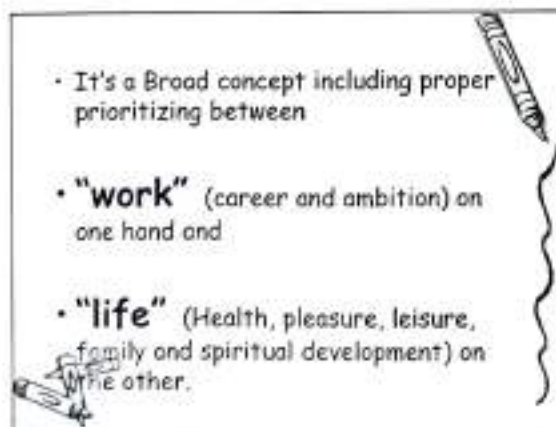 · It's a Broad concept including proper
prioritizing between
· "work" (career and ambition) on
one hand and
· "life" (Health, pleasure, leisure,
family and spiritual development) on
the other.